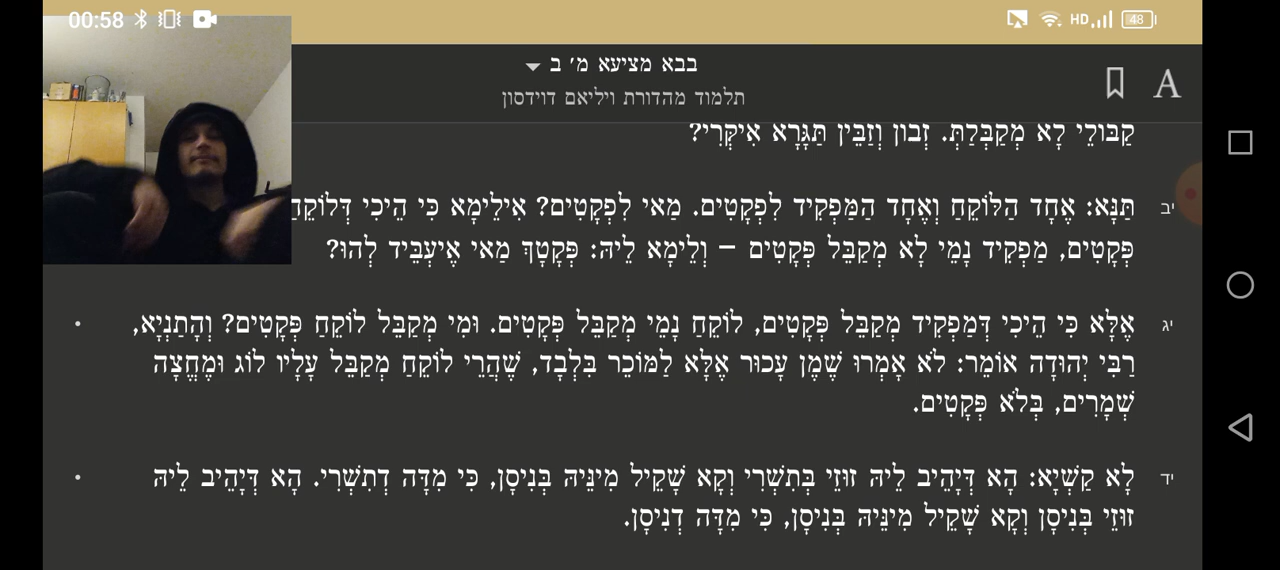 00:58
HD
48
בבא מציעא מ׳ ב
תלמוד מהדורת ויליאם דוידסון
A
קַבּוֹלֵי לָא מְקַבְּלַתְּ. זְבוֹן וְזַבֵּין תַּגָּרָא אִיקְּרִי?
יב
תָּנָא: אֶחָד הַלּוֹקֵחַ וְאֶחָד הַמַּפְקִיד לִפְקָטִים. מַאי לִפְקָטִים? אִילֵימָא כִּי הֵיכִי דְּלוֹקֵחַ
פְּקָטִים, מַפְקִיד נָמֵי לָא מְקַבֵּל פְּקָטִים – וְלֵימָא לֵיהּ: פְּקָטָךְ מַאי אֶיעְבֵּיד לְהוּ?
יג
אֶלָּא כִּי הֵיכִי דְּמַפְקִיד מְקַבֵּל פְּקָטִים, לוֹקֵחַ נָמֵי מְקַבֵּל פְּקָטִים. וּמִי מְקַבֵּל לוֹקֵחַ פְּקָטִים? וְהָתַנְיָא,
רַבִּי יְהוּדָה אוֹמֵר: לֹא אָמְרוּ שֶׁמֶן עָכוּר אֶלָּא לַמּוֹכֵר בִּלְבָד, שֶׁהֲרֵי לוֹקֵחַ מְקַבֵּל עָלָיו לוֹג וּמֶחֱצָה
שְׁמָרִים, בְּלֹא פְּקָטִים.
יד
לָא קַשְׁיָא: הָא דְּיָהֵיב לֵיהּ זוּזֵי בְּתִשְׁרִי וְקָא שָׁקֵיל מִינֵּיהּ בְּנִיסָן, כִּי מִדָּה דְתִשְׁרִי. הָא דְּיָהֵיב לֵיהּ
זוּזֵי בְּנִיסָן וְקָא שָׁקֵיל מִינֵּיהּ בְּנִיסָן, כִּי מִדָּה דְנִיסָן.